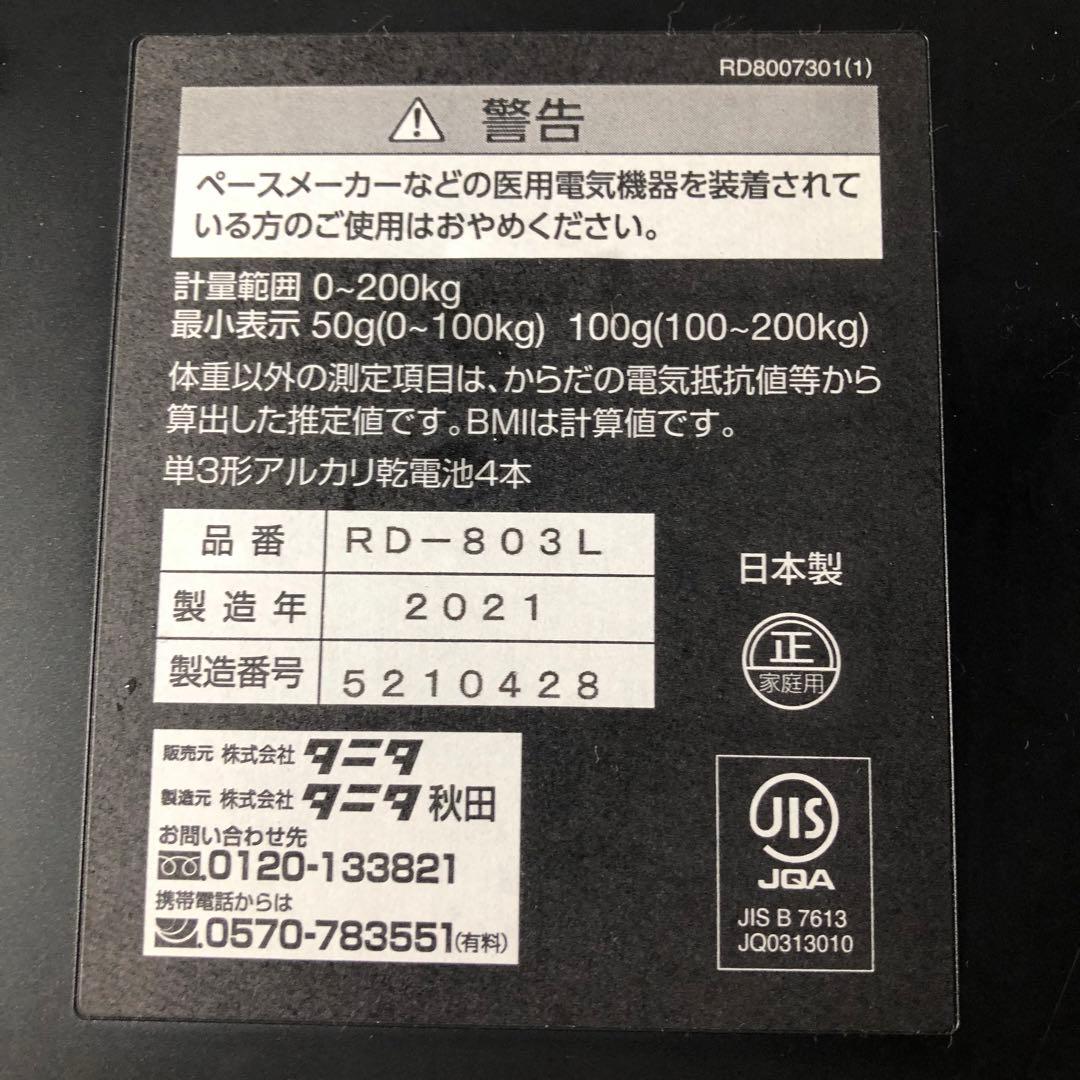 RD8007301(1)
警告
ペースメーカーなどの医用電気機器を装着されて
いる方のご使用はおやめください。
計量範囲 0~200kg
最小表示 50g(0~100kg) 100g(100~200kg)
体重以外の測定項目は、からだの電気抵抗値等から
算出した推定値です。BMIは計算値です。
単3形アルカリ乾電池4本
品番 RD-803L
製造年 2021
製造番号 5210428
日本製
正
家庭用
販売元 株式会社 タニタ
製造元 株式会社 タニタ秋田
お問い合わせ先
0120-133821
携帯電話からは
0570-783551(有料)
JIS
JQA
JIS B 7613
JQ0313010